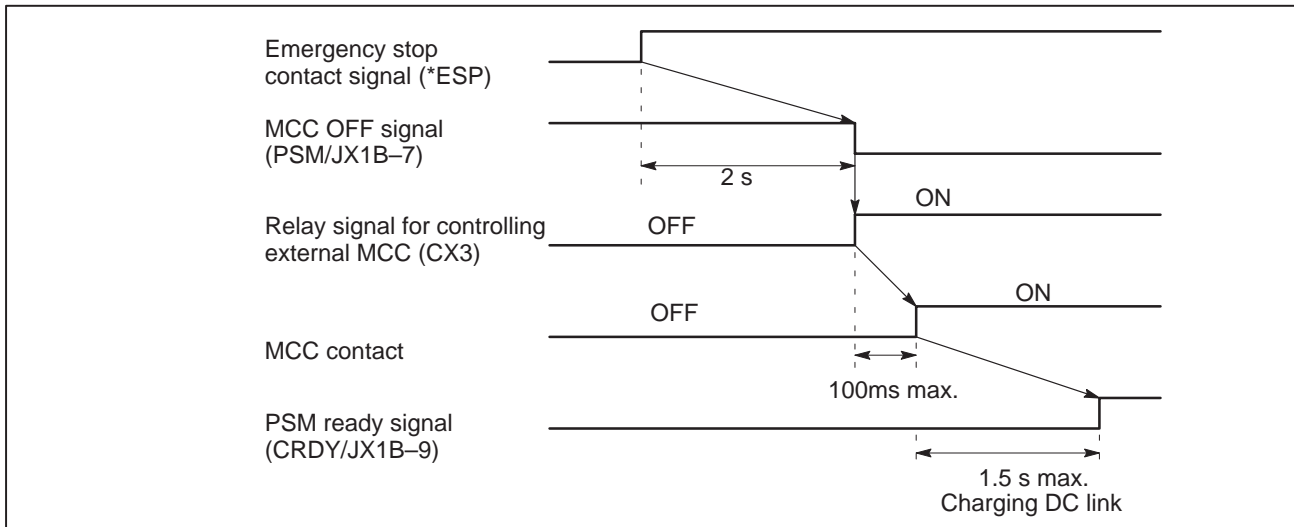 Emergency stop
contact signal (*ESP)
MCC OFF signal
(PSM/JX1B–7)
2 s
ON
Relay signal for controlling
external MCC (CX3)
OFF
ON
OFF
MCC contact
100ms max.
PSM ready signal
(CRDY/JX1B–9)
1.5 s max.
Charging DC link